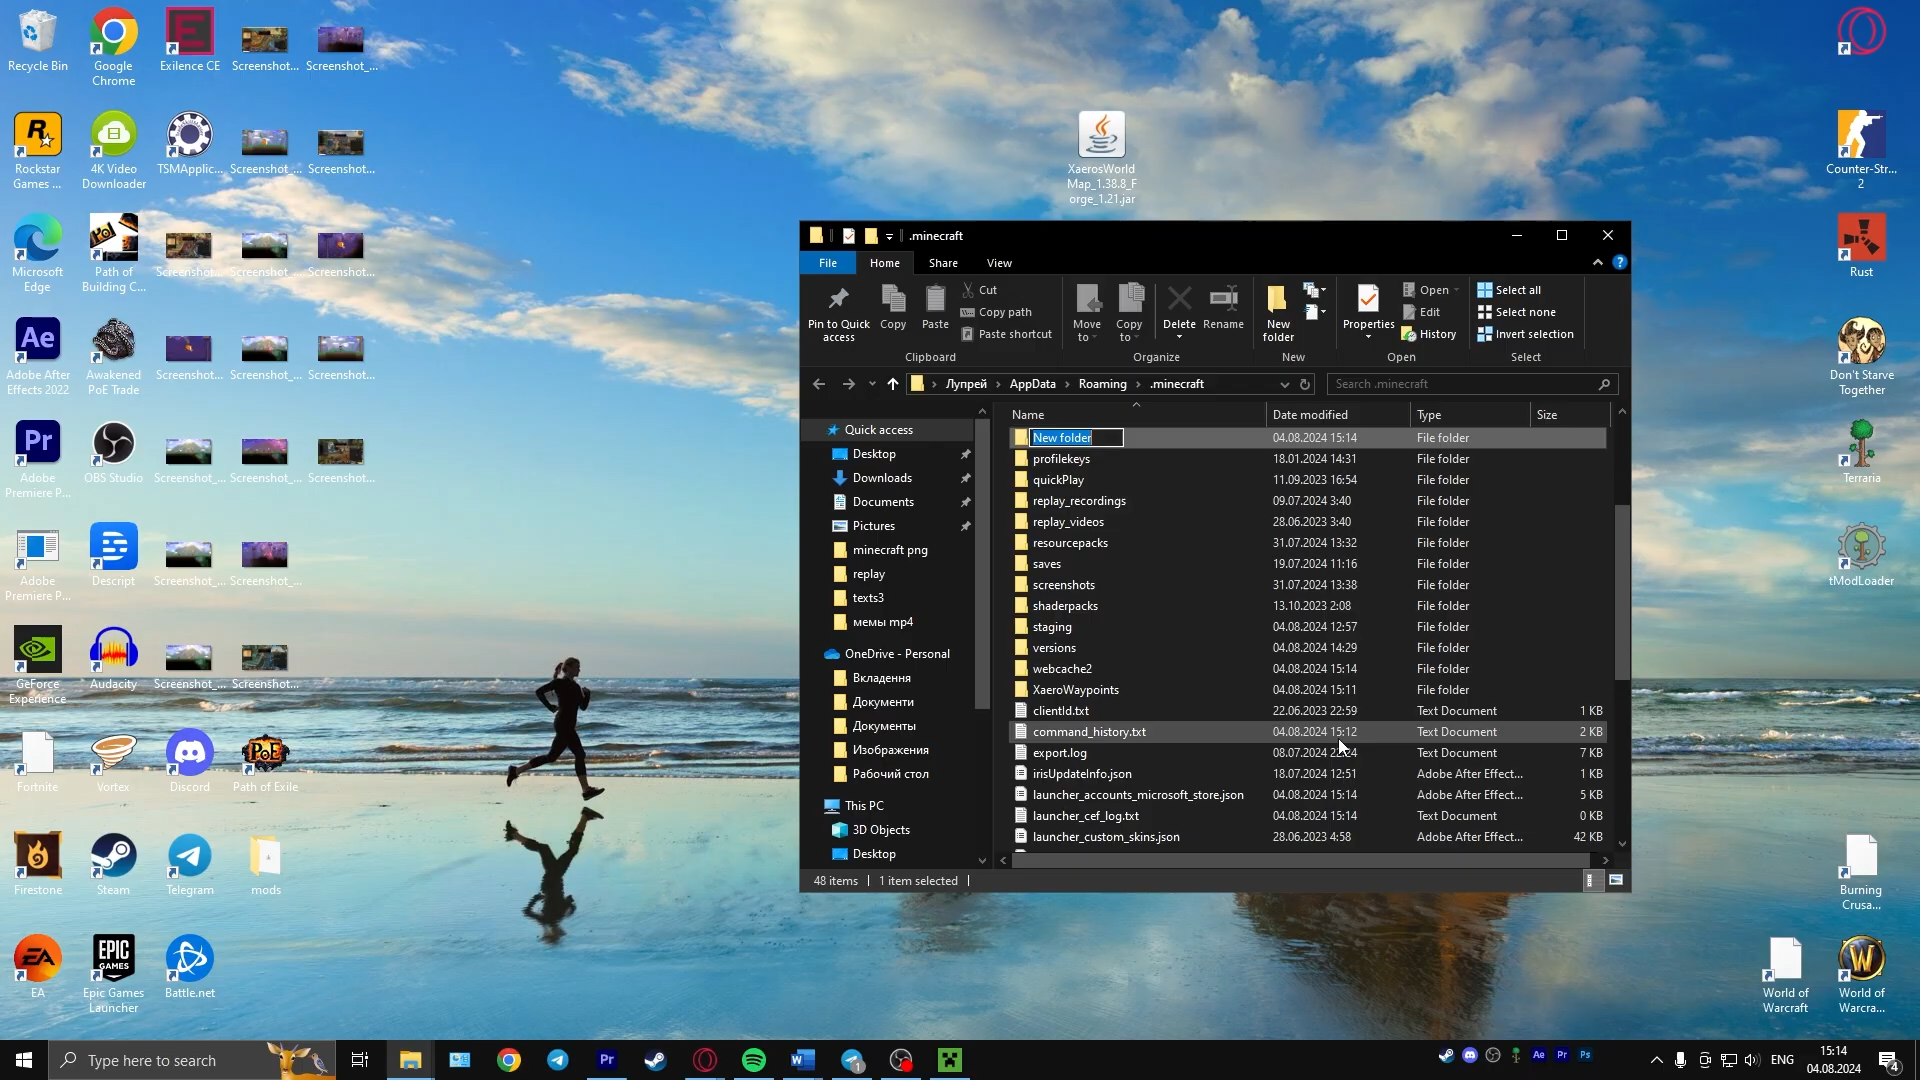 Recycle Bin
Google
Chrome
Exilence CE
Screenshot...
Screenshot_...
Rockstar
Games ...
4K Video
Downloader
TSMApplic...
Screenshot_...
Screenshot...
Microsoft
Edge
Path of
Building C...
Screenshot...
Screenshot_...
Screenshot...
Adobe After
Effects 2022
Awakened
PoE Trade
Screenshot...
Screenshot_...
Screenshot...
Adobe
Premiere P...
OBS Studio
Screenshot_...
Screenshot_...
Screenshot...
Adobe
Premiere P...
Descript
Screenshot_...
Screenshot_...
GeForce
Experience
Audacity
Screenshot_...
Screenshot...
Fortnite
Vortex
Discord
Path of Exile
Firestone
Steam
Telegram
mods
EA
Epic Games
Launcher
Battle.net
XaerosWorld
Map_1.38.8_F
orge_1.21.jar
Counter-Str...
2
Rust
Don't Starve
Together
Terraria
tModLoader
Burning
Crusa...
World of
Warcraft
World of
Warcra...
.minecraft
File
Home
Share
View
Pin to Quick
access
Copy
Paste
Cut
Copy path
Paste shortcut
Move
to
Copy
to
Delete
Rename
New
folder
Properties
Open
Edit
History
Select all
Select none
Invert selection
Clipboard
Organize
New
Open
Select
Лупрей
AppData
Roaming
.minecraft
Search .minecraft
Name
Date modified
Type
Size
Quick access
Desktop
Downloads
Documents
Pictures
minecraft png
replay
texts3
мемы mp4
OneDrive - Personal
Вкладення
Документи
Документы
Изображения
Рабочий стол
This PC
3D Objects
Desktop
New folder 04.08.2024 15:14 File folder
profilekeys 18.01.2024 14:31 File folder
quickPlay 11.09.2023 16:54 File folder
replay_recordings 09.07.2024 3:40 File folder
replay_videos 28.06.2023 3:40 File folder
resourcepacks 31.07.2024 13:32 File folder
saves 19.07.2024 11:16 File folder
screenshots 31.07.2024 13:38 File folder
shaderpacks 13.10.2023 2:08 File folder
staging 04.08.2024 12:57 File folder
versions 04.08.2024 14:29 File folder
webcache2 04.08.2024 15:14 File folder
XaeroWaypoints 04.08.2024 15:11 File folder
clientId.txt 22.06.2023 22:59 Text Document 1 KB
command_history.txt 04.08.2024 15:12 Text Document 2 KB
export.log 08.07.2024 Text Document 7 KB
irisUpdateInfo.json 18.07.2024 12:51 Adobe After Effect... 1 KB
launcher_accounts_microsoft_store.json 04.08.2024 15:14 Adobe After Effect... 5 KB
launcher_cef_log.txt 04.08.2024 15:14 Text Document 0 KB
launcher_custom_skins.json 28.06.2023 4:58 Adobe After Effect... 42 KB
48 items
1 item selected
Type here to search
ENG
15:14
04.08.2024
4